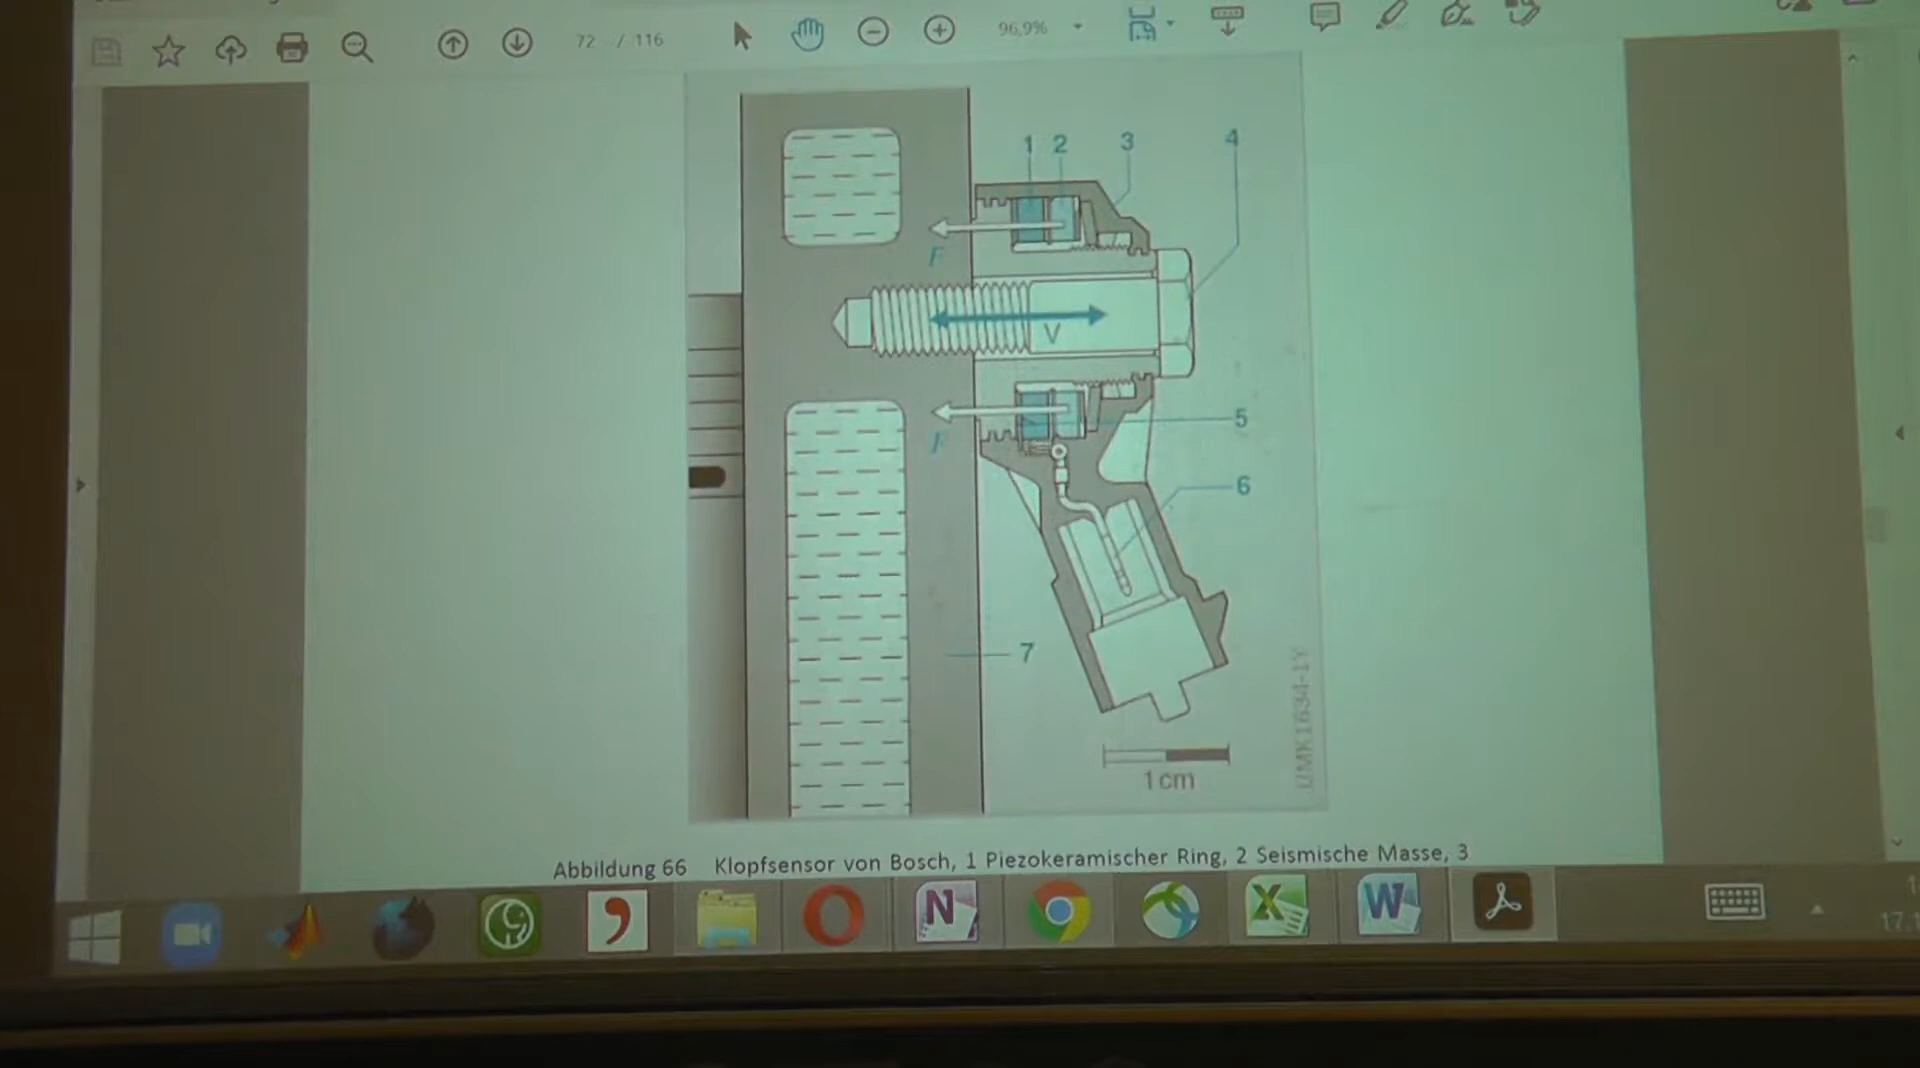 72 / 116
96,9%
1 2 3 4
F
V
5
F
6
7
1 cm
UMK1634-1Y
Abbildung 66 Klopfsensor von Bosch, 1 Piezokeramischer Ring, 2 Seismische Masse, 3
N
X
W